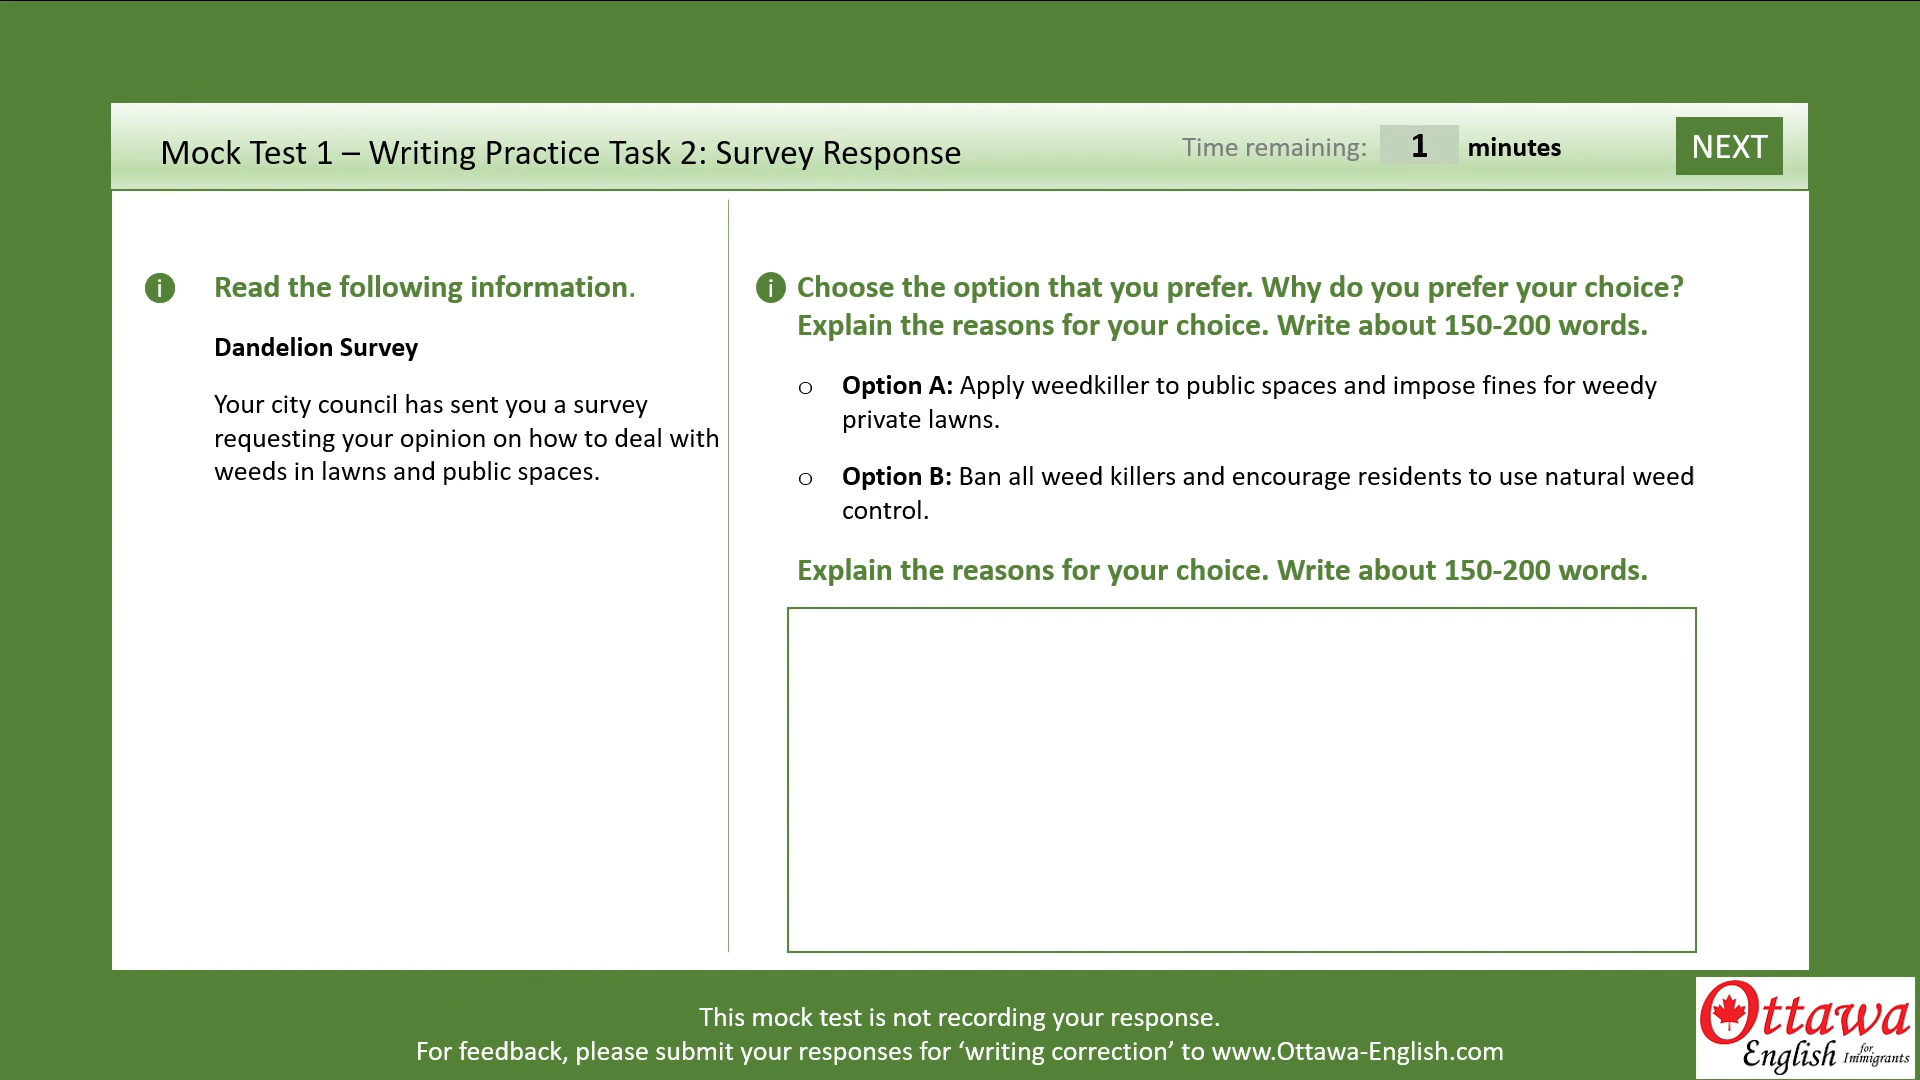 Mock Test 1 – Writing Practice Task 2: Survey Response
Time remaining: 1 minutes
NEXT
i Read the following information.
Dandelion Survey
Your city council has sent you a survey
requesting your opinion on how to deal with
weeds in lawns and public spaces.
i Choose the option that you prefer. Why do you prefer your choice?
Explain the reasons for your choice. Write about 150-200 words.
o Option A: Apply weedkiller to public spaces and impose fines for weedy
private lawns.
o Option B: Ban all weed killers and encourage residents to use natural weed
control.
Explain the reasons for your choice. Write about 150-200 words.
This mock test is not recording your response.
For feedback, please submit your responses for ‘writing correction’ to www.Ottawa-English.com
Ottawa
English for Immigrants